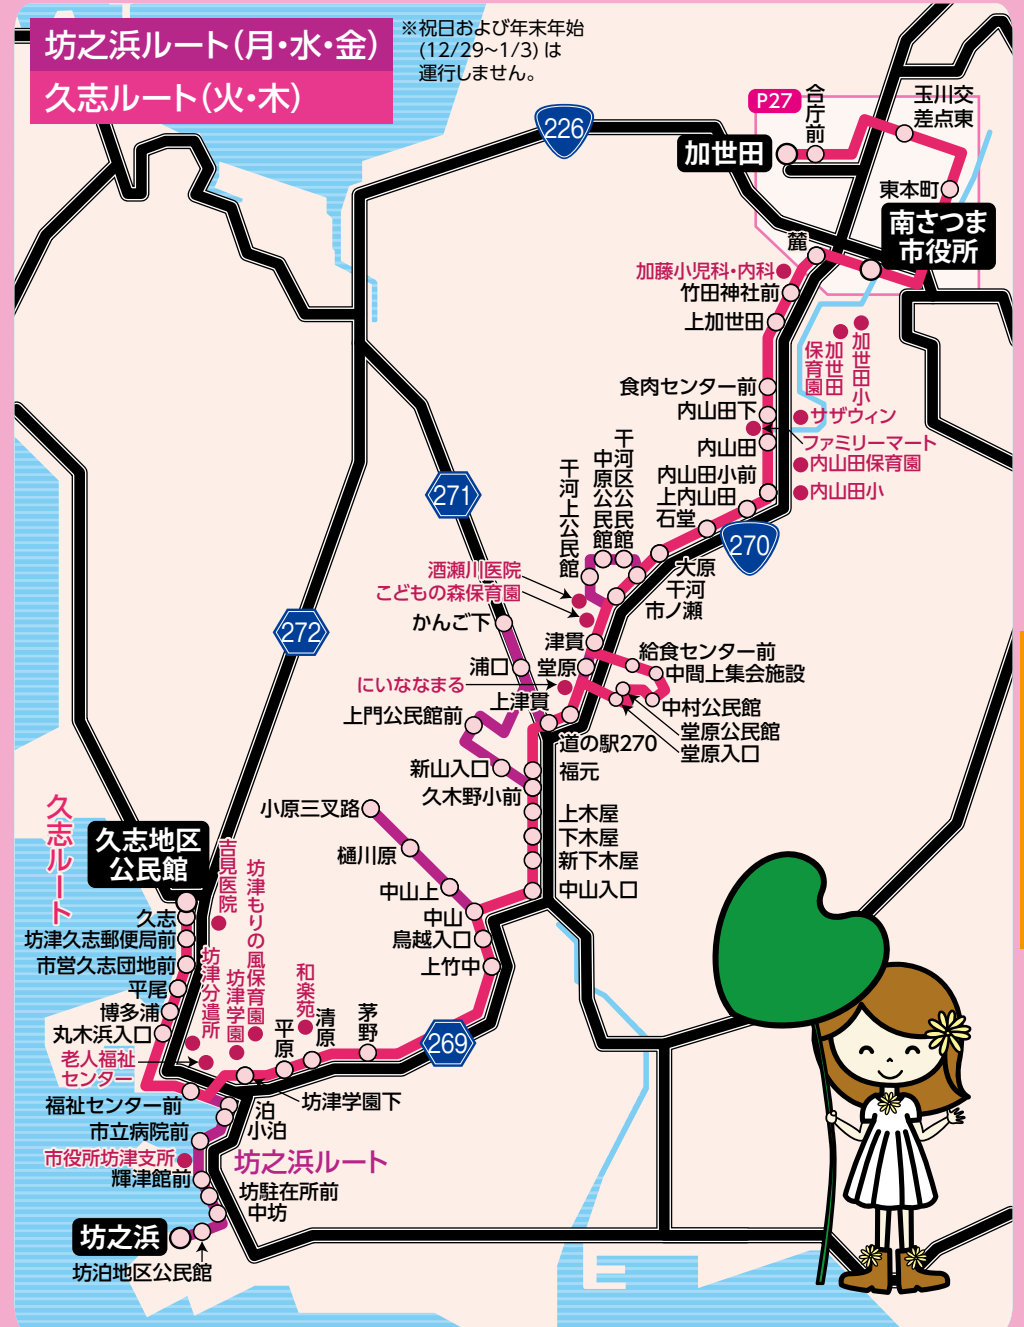 坊之浜ルート(月・水・金)
久志ルート(火・木)
※祝日および年末年始
(12/29～1/3)は
運行しません。
226
P27
合庁前
玉川交
差点東
加世田
東本町
南さつま
市役所
麓
加藤小児科・内科
竹田神社前
上加世田
加世田小
加世田
保育園
食肉センター前
内山田下
サザウィン
ファミリーマート
内山田
内山田保育園
内山田小前
内山田小
上内山田
石堂
270
干河区公民館
中原公民館
干河上公民館
271
大原
干河
市ノ瀬
酒瀬川医院
こどもの森保育園
かんご下
津貫
給食センター前
中間上集会施設
浦口
堂原
にいななまる
上津貫
中村公民館
堂原公民館
堂原入口
上門公民館前
道の駅270
新山入口
福元
久木野小前
272
小原三叉路
上木屋
樋川原
下木屋
新下木屋
中山上
中山入口
中山
鳥越入口
上竹中
久志ルート
久志地区
公民館
吉見医院
坊津もりの風保育園
久志
坊津久志郵便局前
市営久志団地前
平尾
博多浦
丸木浜入口
坊津分遣所
坊津学園
和楽苑
平原
清原
茅野
269
老人福祉
センター
福祉センター前
坊津学園下
泊
小泊
市立病院前
市役所坊津支所
坊之浜ルート
輝津館前
坊駐在所前
中坊
坊之浜
坊泊地区公民館